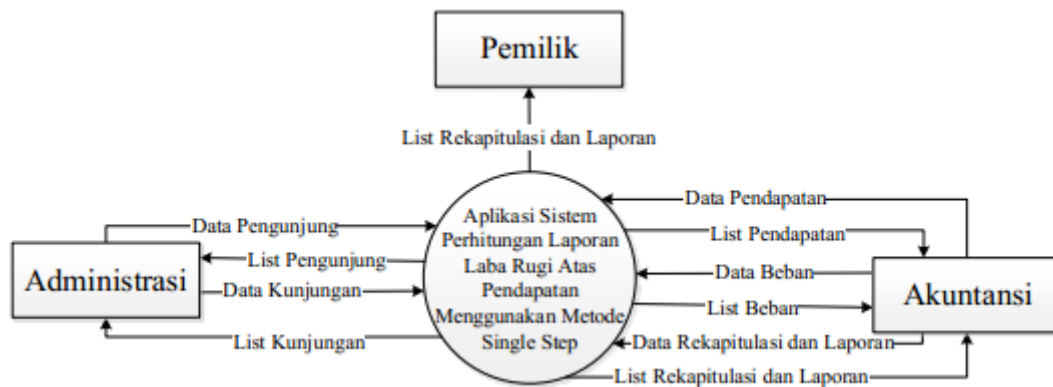 Pemilik
List Rekapitulasi dan Laporan
Data Pengunjung
List Pengunjung
Administrasi
Data Kunjungan
List Kunjungan
Aplikasi Sistem
Perhitungan Laporan
Laba Rugi Atas
Pendapatan
Menggunakan Metode
Single Step
Data Pendapatan
List Pendapatan
Data Beban
Akuntansi
List Beban
Data Rekapitulasi dan Laporan
List Rekapitulasi dan Laporan